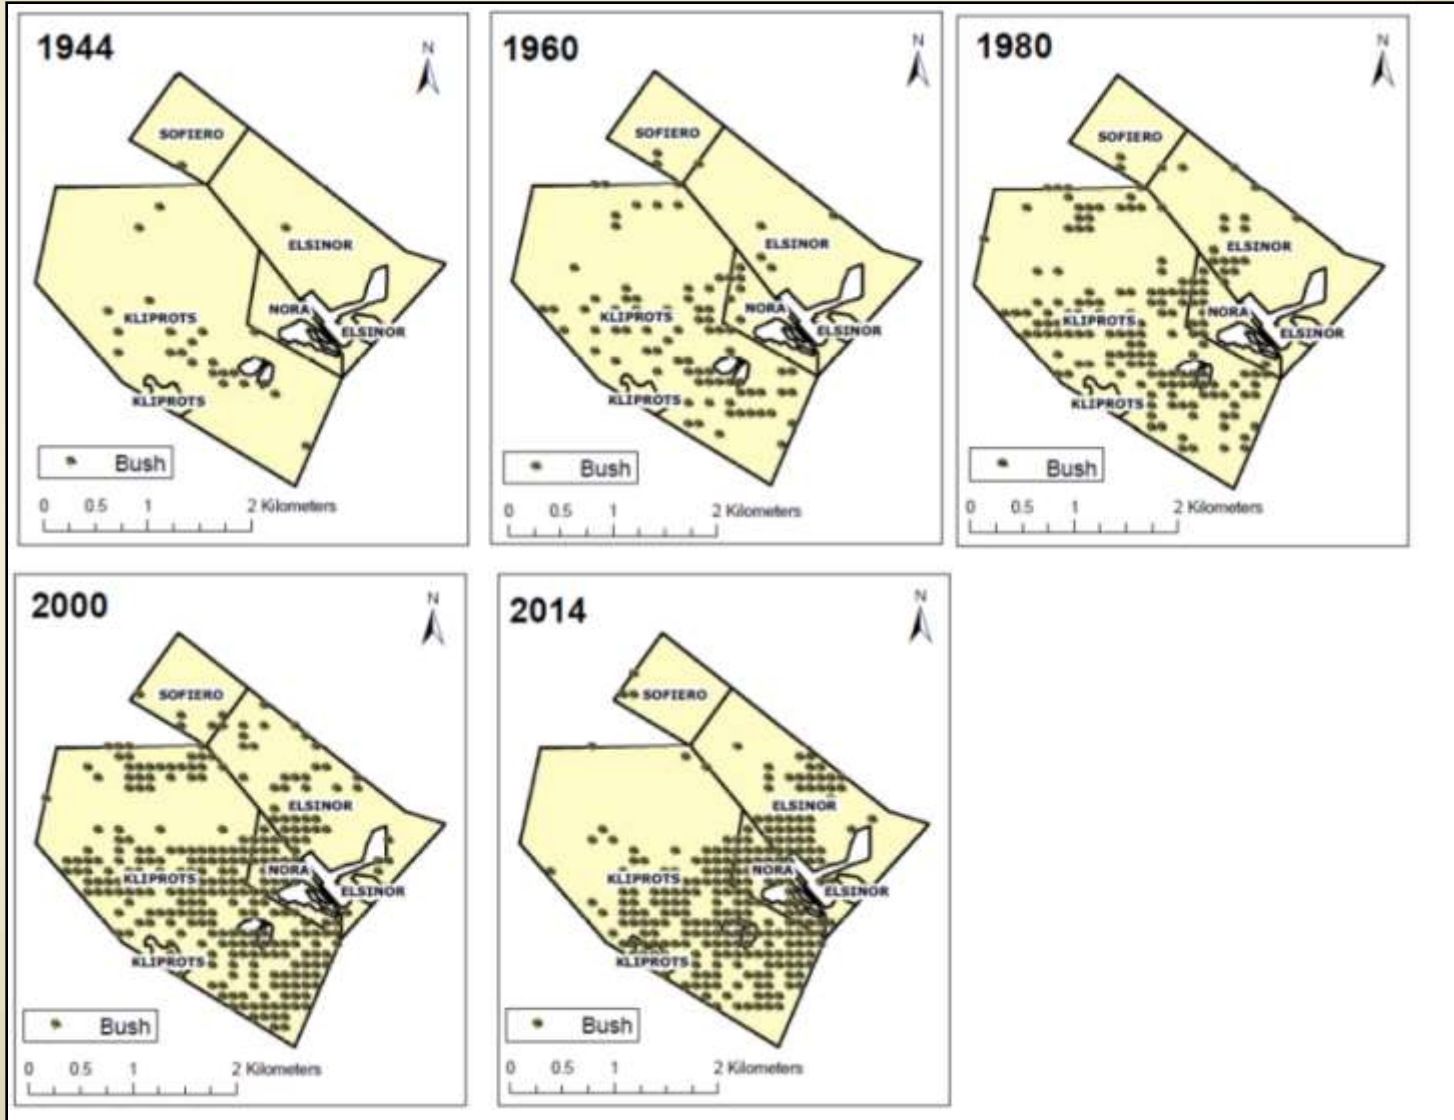 1944
N
SOFIERO
ELSINOR
NORA
KLIPROTS
ELSINOR
KLIPROTS
Bush
0 0.5 1 2 Kilometers
1960
N
SOFIERO
ELSINOR
NORA
KLIPROTS
ELSINOR
KLIPROTS
Bush
0 0.5 1 2 Kilometers
1980
N
SOFIERO
ELSINOR
NORA
KLIPROTS
ELSINOR
KLIPROTS
Bush
0 0.5 1 2 Kilometers
2000
N
SOFIERO
ELSINOR
NORA
KLIPROTS
ELSINOR
KLIPROTS
Bush
0 0.5 1 2 Kilometers
2014
N
SOFIERO
ELSINOR
NORA
KLIPROTS
ELSINOR
KLIPROTS
Bush
0 0.5 1 2 Kilometers